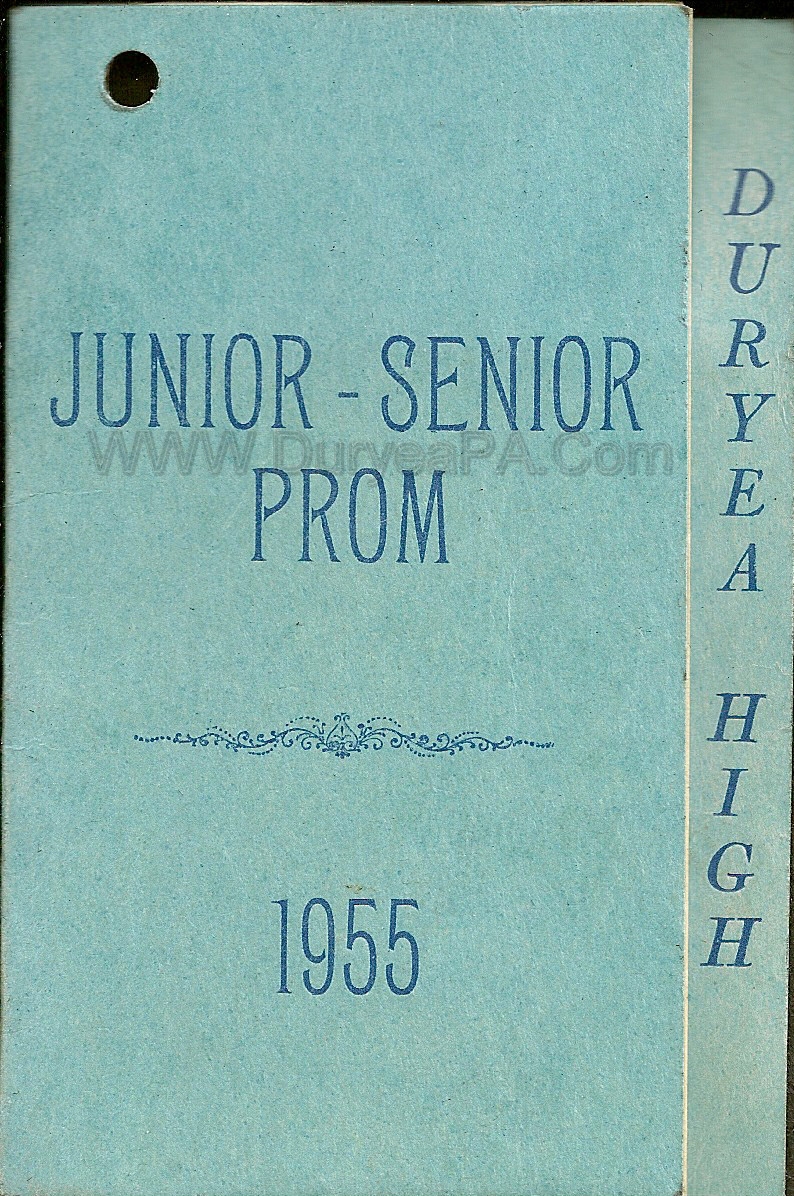 JUNIOR - SENIOR
PROM
1955
DURYEA HIGH
WWW.DuryeaPA.Com